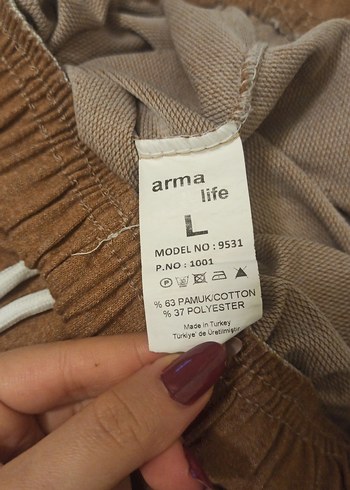 arma
life
L
MODEL NO : 9531
P.NO : 1001
% 63 PAMUK/COTTON
% 37 POLYESTER
Made in Turkey
Türkiye' de Üretilmiştir